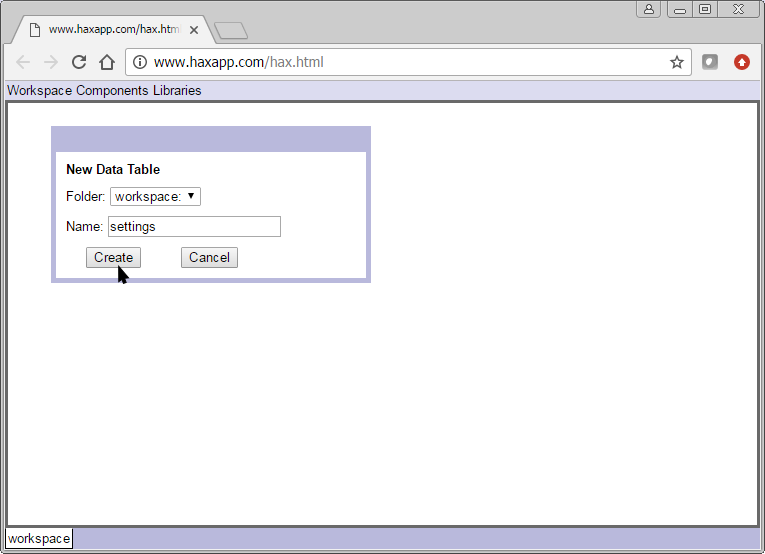 www.haxapp.com/hax.html
www.haxapp.com/hax.html
Workspace Components Libraries
New Data Table
Folder: workspace:
Name: settings
Create Cancel
workspace